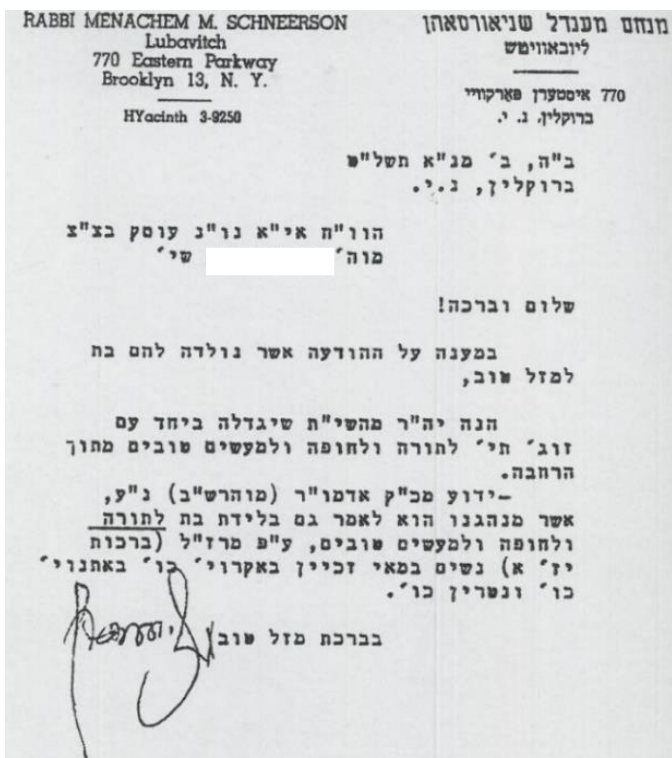 RABBI MENACHEM M. SCHNEERSON
Lubavitch
770 Eastern Parkway
Brooklyn 13, N. Y.
HYacinth 3-9250
מנחם מענדל שניאורסאהן
ליובאוויטש
770 איסטערן פארקוויי
ברוקלין, נ. י.
ב"ה, ב' מנ"א תשל"ט
ברוקלין, נ.י.
הוו"ח אי"א נו"נ עוסק בצ"צ
מוה' שי'
שלום וברכה!
במענה על ההודעה אשר נולדה להם בת
למזל טוב,
הנה יה"ר מהשי"ת שיגדלה ביחד עם
זוג' תי' לתורה ולחופה ולמעשים טובים מתוך
הרחבה.
-ידוע מכ"ק אדמו"ר (מוהרש"ב) נ"ע,
אשר מנהגנו הוא לאמר גם בלידת בת לתורה
ולחופה ולמעשים טובים, ע"פ מרז"ל (ברכות
יז' א) נשים במאי זכיין באקרויי' כו' באתנויי'
כו' ונטרין כו'.
בברכת מזל טוב